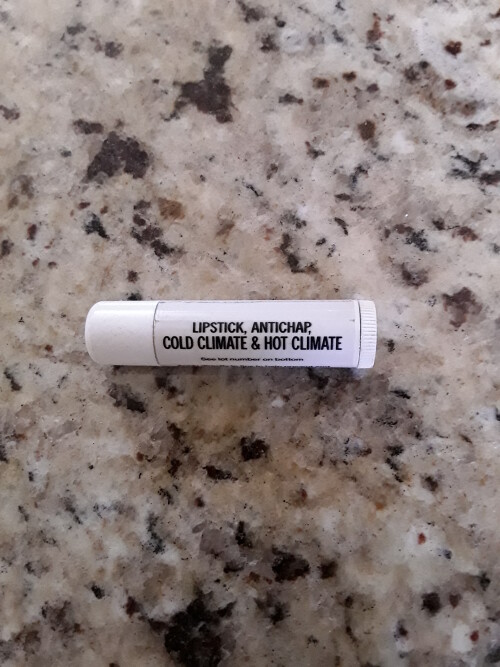 LIPSTICK, ANTICHAP,
COLD CLIMATE & HOT CLIMATE
See lot number on bottom